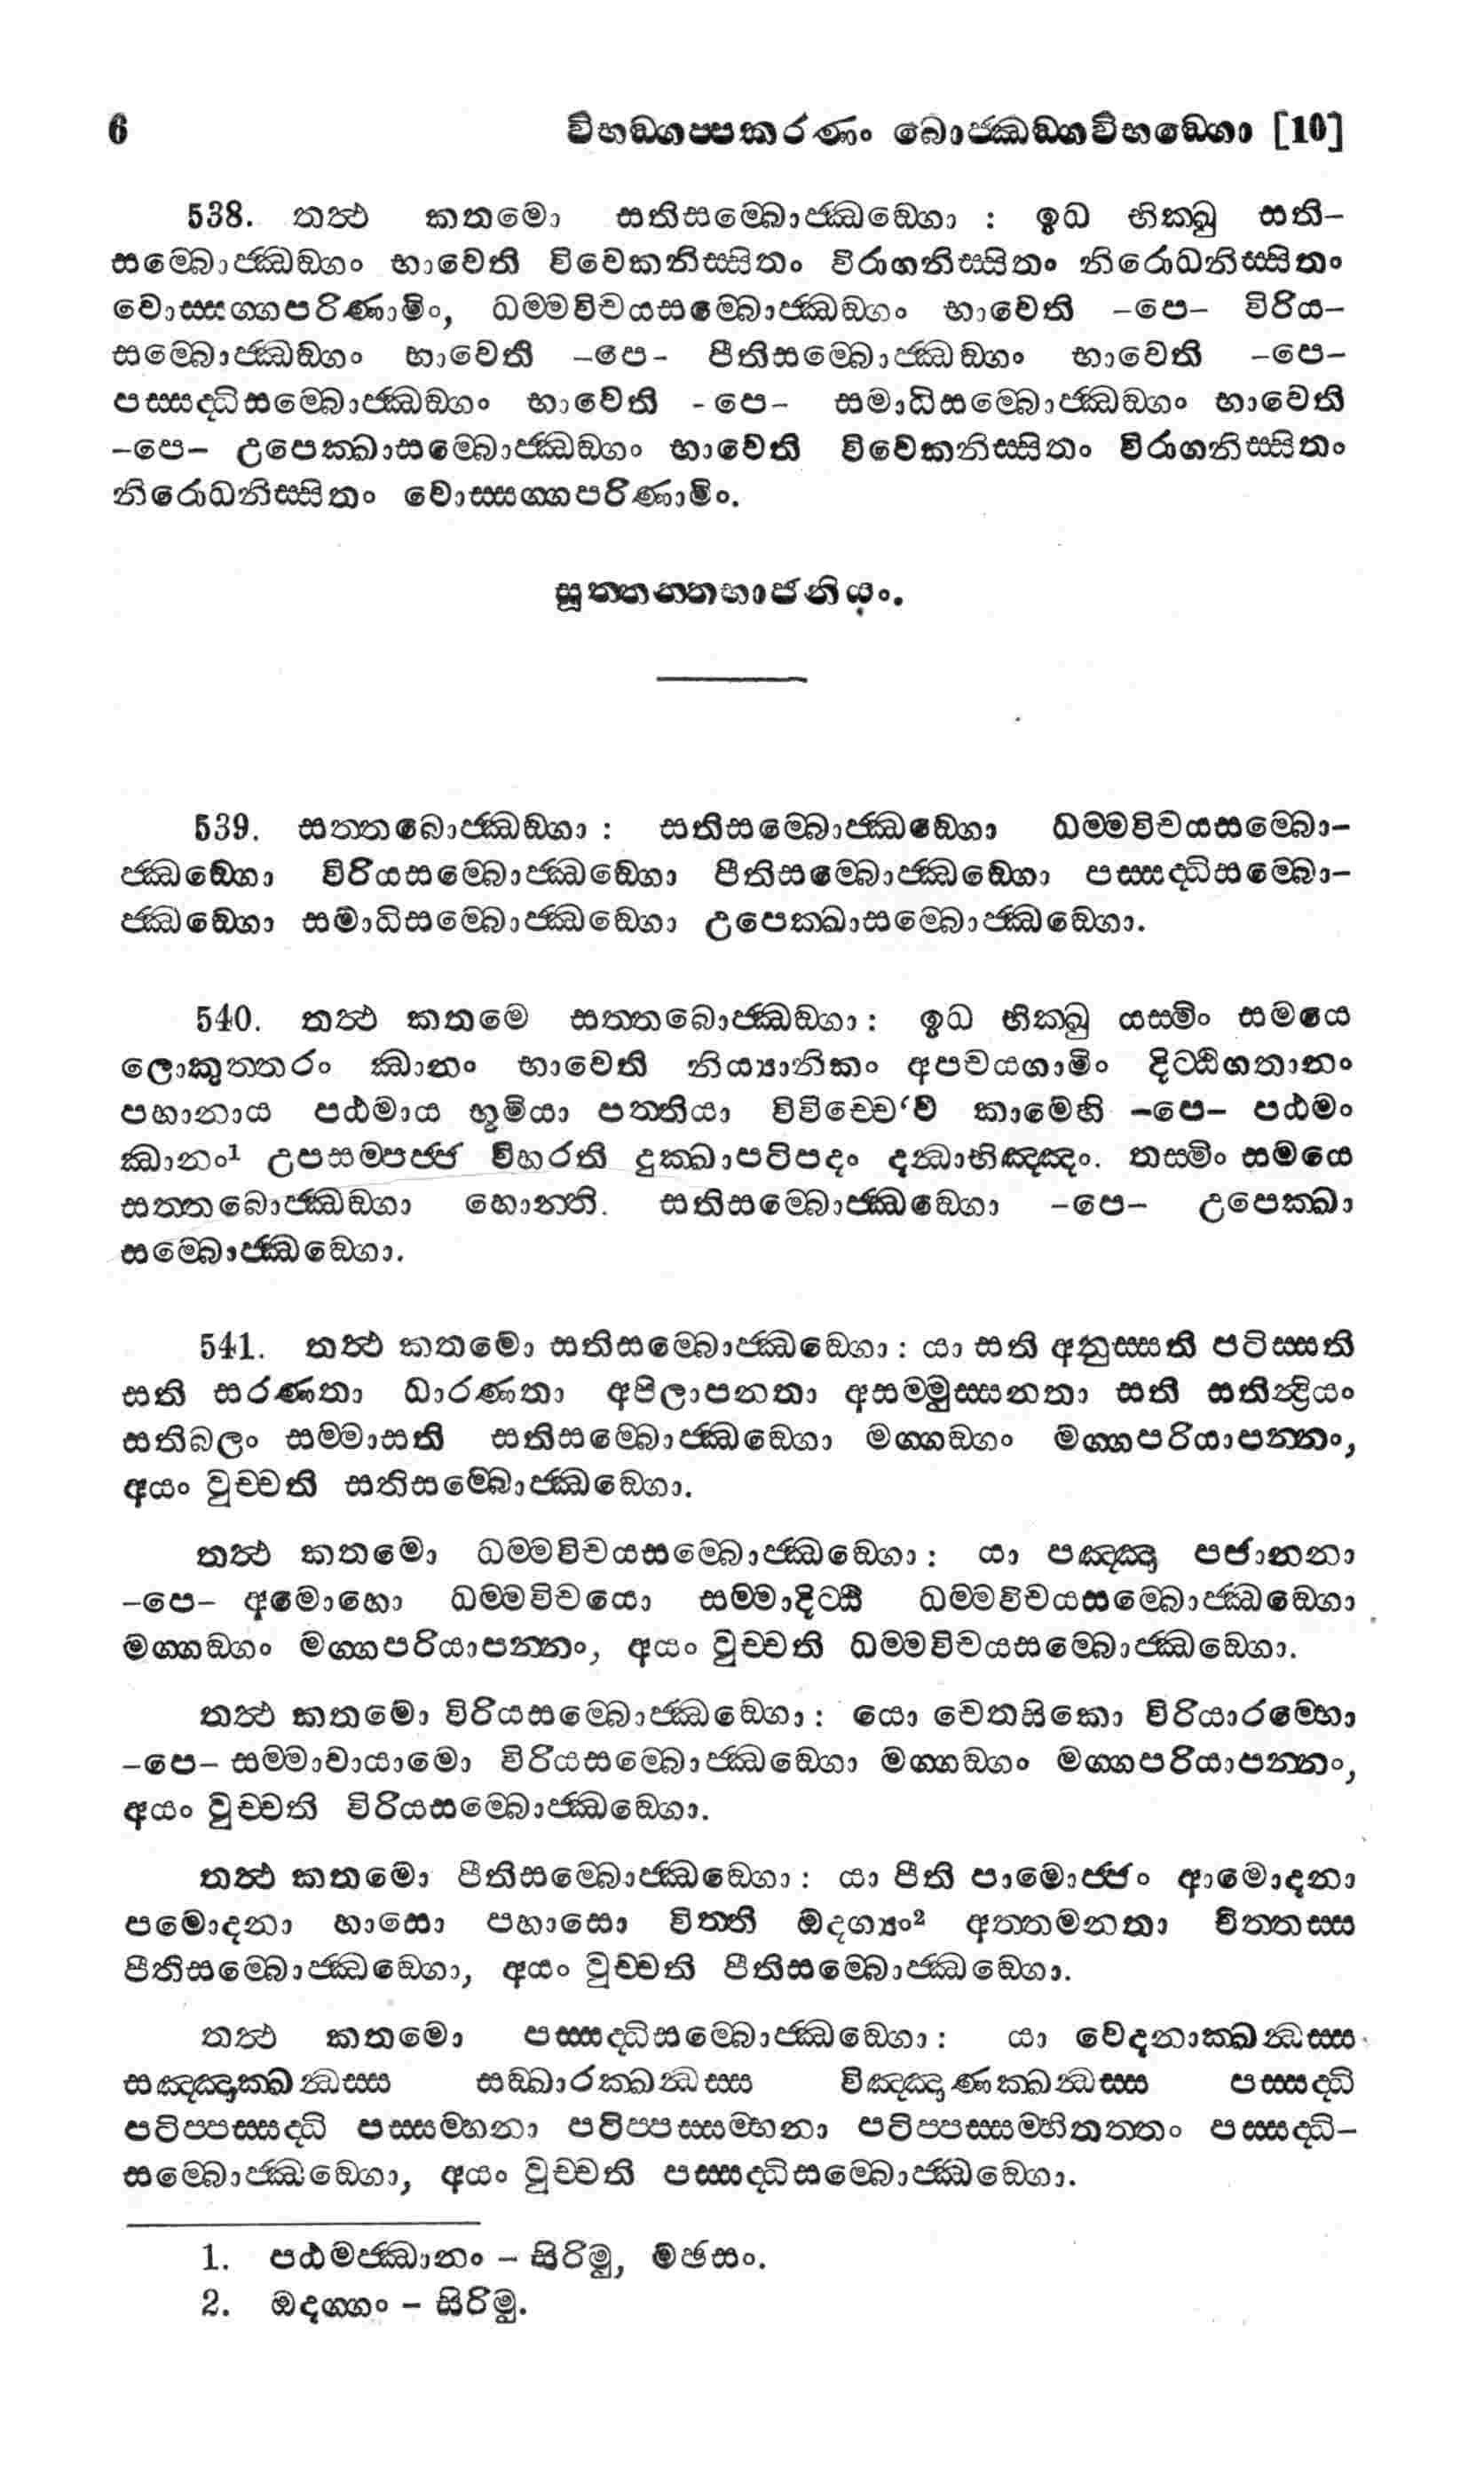 6 විභඞ්ගප්පකරණං බොජ්ඣඞ්ගවිභඞ්ගො [10]
538. තත්ථ කතමො සතිසම්බොජ්ඣඞ්ගො : ඉධ භික්ඛු සති-
සම්බොජ්ඣඞ්ගං භාවෙති විවෙකනිස්සිතං විරාගනිස්සිතං නිරොධනිස්සිතං
වොස්සග්ගපරිණාමිං, ධම්මවිචයසම්බොජ්ඣඞ්ගං භාවෙති -පෙ- විරිය-
සම්බොජ්ඣඞ්ගං භාවෙති -පෙ- පීතිසම්බොජ්ඣඞ්ගං භාවෙති -පෙ-
පස්සද්ධිසම්බොජ්ඣඞ්ගං භාවෙති -පෙ- සමාධිසම්බොජ්ඣඞ්ගං භාවෙති
-පෙ- උපෙක්ඛාසම්බොජ්ඣඞ්ගං භාවෙති විවෙකනිස්සිතං විරාගනිස්සිතං
නිරොධනිස්සිතං වොස්සග්ගපරිණාමිං.
සුත්තන්තභාජනියං.
539. සත්තබොජ්ඣඞ්ගා : සතිසම්බොජ්ඣඞ්ගො ධම්මවිචයසම්බො-
ජ්ඣඞ්ගො විරියසම්බොජ්ඣඞ්ගො පීතිසම්බොජ්ඣඞ්ගො පස්සද්ධිසම්බො-
ජ්ඣඞ්ගො සමාධිසම්බොජ්ඣඞ්ගො උපෙක්ඛාසම්බොජ්ඣඞ්ගො.
540. තත්ථ කතමෙ සත්තබොජ්ඣඞ්ගා : ඉධ භික්ඛු යස්මිං සමයෙ
ලොකුත්තරං ඣානං භාවෙති නිය්‍යානිකං අපචයගාමිං දිට්ඨිගතානං
පහානාය පඨමාය භූමියා පත්තියා විවිච්චෙ‘ව කාමෙහි -පෙ- පඨමං
ඣානං¹ උපසම්පජ්ජ විහරති දුක්ඛාපටිපදං දන්ධාභිඤ්ඤං. තස්මිං සමයෙ
සත්තබොජ්ඣඞ්ගා හොන්ති. සතිසම්බොජ්ඣඞ්ගො -පෙ- උපෙක්ඛා
සම්බොජ්ඣඞ්ගො.
541. තත්ථ කතමො සතිසම්බොජ්ඣඞ්ගො : යා සති අනුස්සති පටිස්සති
සති සරණතා ධාරණතා අපිලාපනතා අසම්මුස්සනතා සති සතින්ද්‍රියං
සතිබලං සම්මාසති සතිසම්බොජ්ඣඞ්ගො මග්ගඞ්ගං මග්ගපරියාපන්නං,
අයං වුච්චති සතිසම්බොජ්ඣඞ්ගො.
තත්ථ කතමො ධම්මවිචයසම්බොජ්ඣඞ්ගො : යා පඤ්ඤා පජානනා
-පෙ- අමොහො ධම්මවිචයො සම්මාදිට්ඨි ධම්මවිචයසම්බොජ්ඣඞ්ගො
මග්ගඞ්ගං මග්ගපරියාපන්නං, අයං වුච්චති ධම්මවිචයසම්බොජ්ඣඞ්ගො.
තත්ථ කතමො විරියසම්බොජ්ඣඞ්ගො : යො චෙතසිකො විරියාරම්භො
-පෙ- සම්මාවායාමො විරියසම්බොජ්ඣඞ්ගො මග්ගඞ්ගං මග්ගපරියාපන්නං,
අයං වුච්චති විරියසම්බොජ්ඣඞ්ගො.
තත්ථ කතමො පීතිසම්බොජ්ඣඞ්ගො : යා පීති පාමොජ්ජං ආමොදනා
පමොදනා හාසො පහාසො විත්ති ඔදග්‍යං² අත්තමනතා චිත්තස්ස
පීතිසම්බොජ්ඣඞ්ගො, අයං වුච්චති පීතිසම්බොජ්ඣඞ්ගො.
තත්ථ කතමො පස්සද්ධිසම්බොජ්ඣඞ්ගො : යා වෙදනාක්ඛන්ධස්ස
සඤ්ඤාක්ඛන්ධස්ස සඞ්ඛාරක්ඛන්ධස්ස විඤ්ඤාණක්ඛන්ධස්ස පස්සද්ධි
පටිප්පස්සද්ධි පස්සම්භනා පටිප්පස්සම්භනා පටිප්පස්සම්භිතත්තං පස්සද්ධි-
සම්බොජ්ඣඞ්ගො, අයං වුච්චති පස්සද්ධිසම්බොජ්ඣඞ්ගො.
1. පඨමජ්ඣානං - සිරිමු, මඡසං.
2. ඔදග්ගං - සිරිමු.